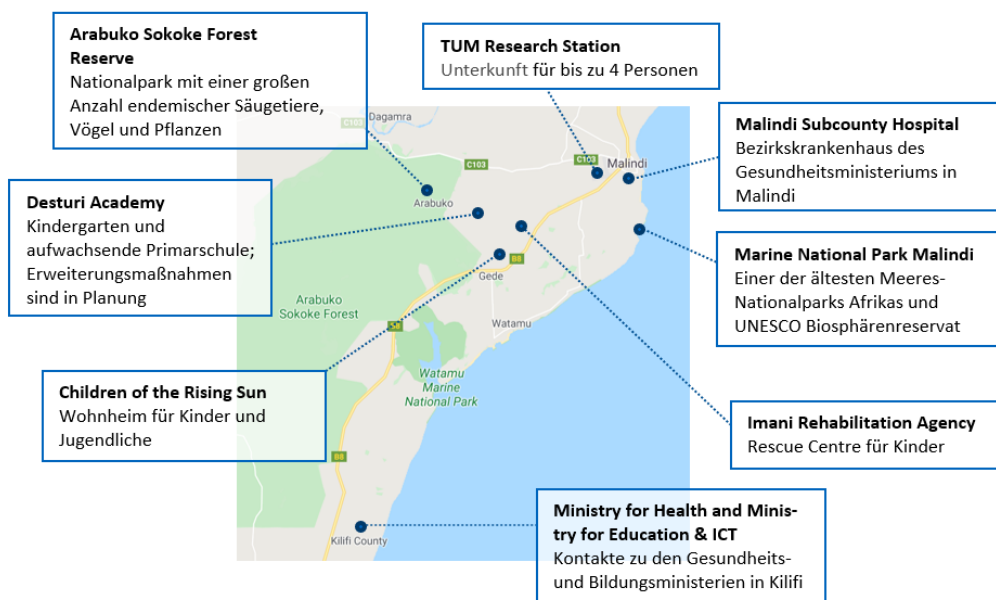 Arabuko Sokoke Forest
Reserve
Nationalpark mit einer großen
Anzahl endemischer Säugetiere,
Vögel und Pflanzen
TUM Research Station
Unterkunft für bis zu 4 Personen
Malindi Subcounty Hospital
Bezirkskrankenhaus des
Gesundheitsministeriums in
Malindi
Desturi Academy
Kindergarten und
aufwachsende Primarschule;
Erweiterungsmaßnahmen
sind in Planung
Marine National Park Malindi
Einer der ältesten Meeres-
Nationalparks Afrikas und
UNESCO Biosphärenreservat
Children of the Rising Sun
Wohnheim für Kinder und
Jugendliche
Imani Rehabilitation Agency
Rescue Centre für Kinder
Ministry for Health and Minis-
try for Education & ICT
Kontakte zu den Gesundheits-
und Bildungsministerien in Kilifi
Dagamra
C103
C103
C103
Malindi
Arabuko
B8
Gede
Arabuko
Sokoke Forest
Watamu
B8
Watamu
Marine
National Park
B8
Kilifi County